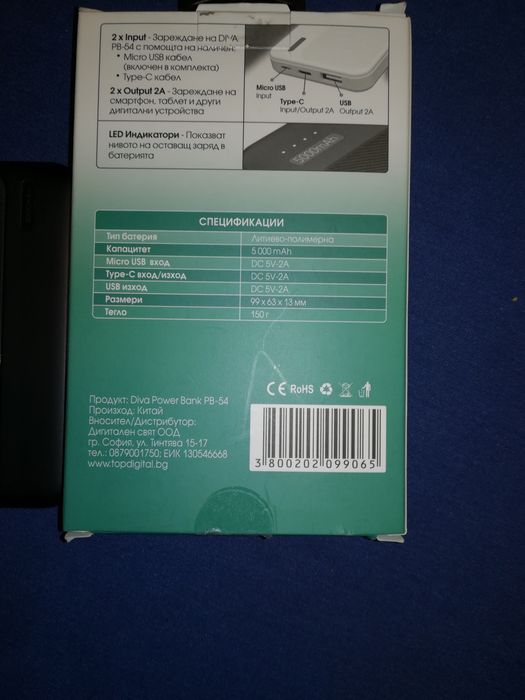 2 x Input - Зареждане на DIVA
PB-54 с помощта на наличен:
• Micro USB кабел
(включен в комплекта)
• Type-C кабел
2 x Output 2A - Зареждане на
смартфон, таблет и други
дигитални устройства
Micro USB
Input
Type-C
Input/Output 2A
USB
Output 2A
LED Индикатори - Показват
нивото на оставащ заряд в
батерията
5000mAh
СПЕЦИФИКАЦИИ
Тип батерия Литиево-полимерна
Капацитет 5 000 mAh
Micro USB вход DC 5V-2A
Type-C вход/изход DC 5V-2A
USB изход DC 5V-2A
Размери 99 x 63 x 13 мм
Тегло 150 г
CE RoHS
Продукт: Diva Power Bank PB-54
Произход: Китай
Вносител/Дистрибутор:
Дигитален свят ООД
гр. София, ул. Тинтява 15-17
тел.: 0879001750; ЕИК 130546668
www.topdigital.bg
3 800202 099065